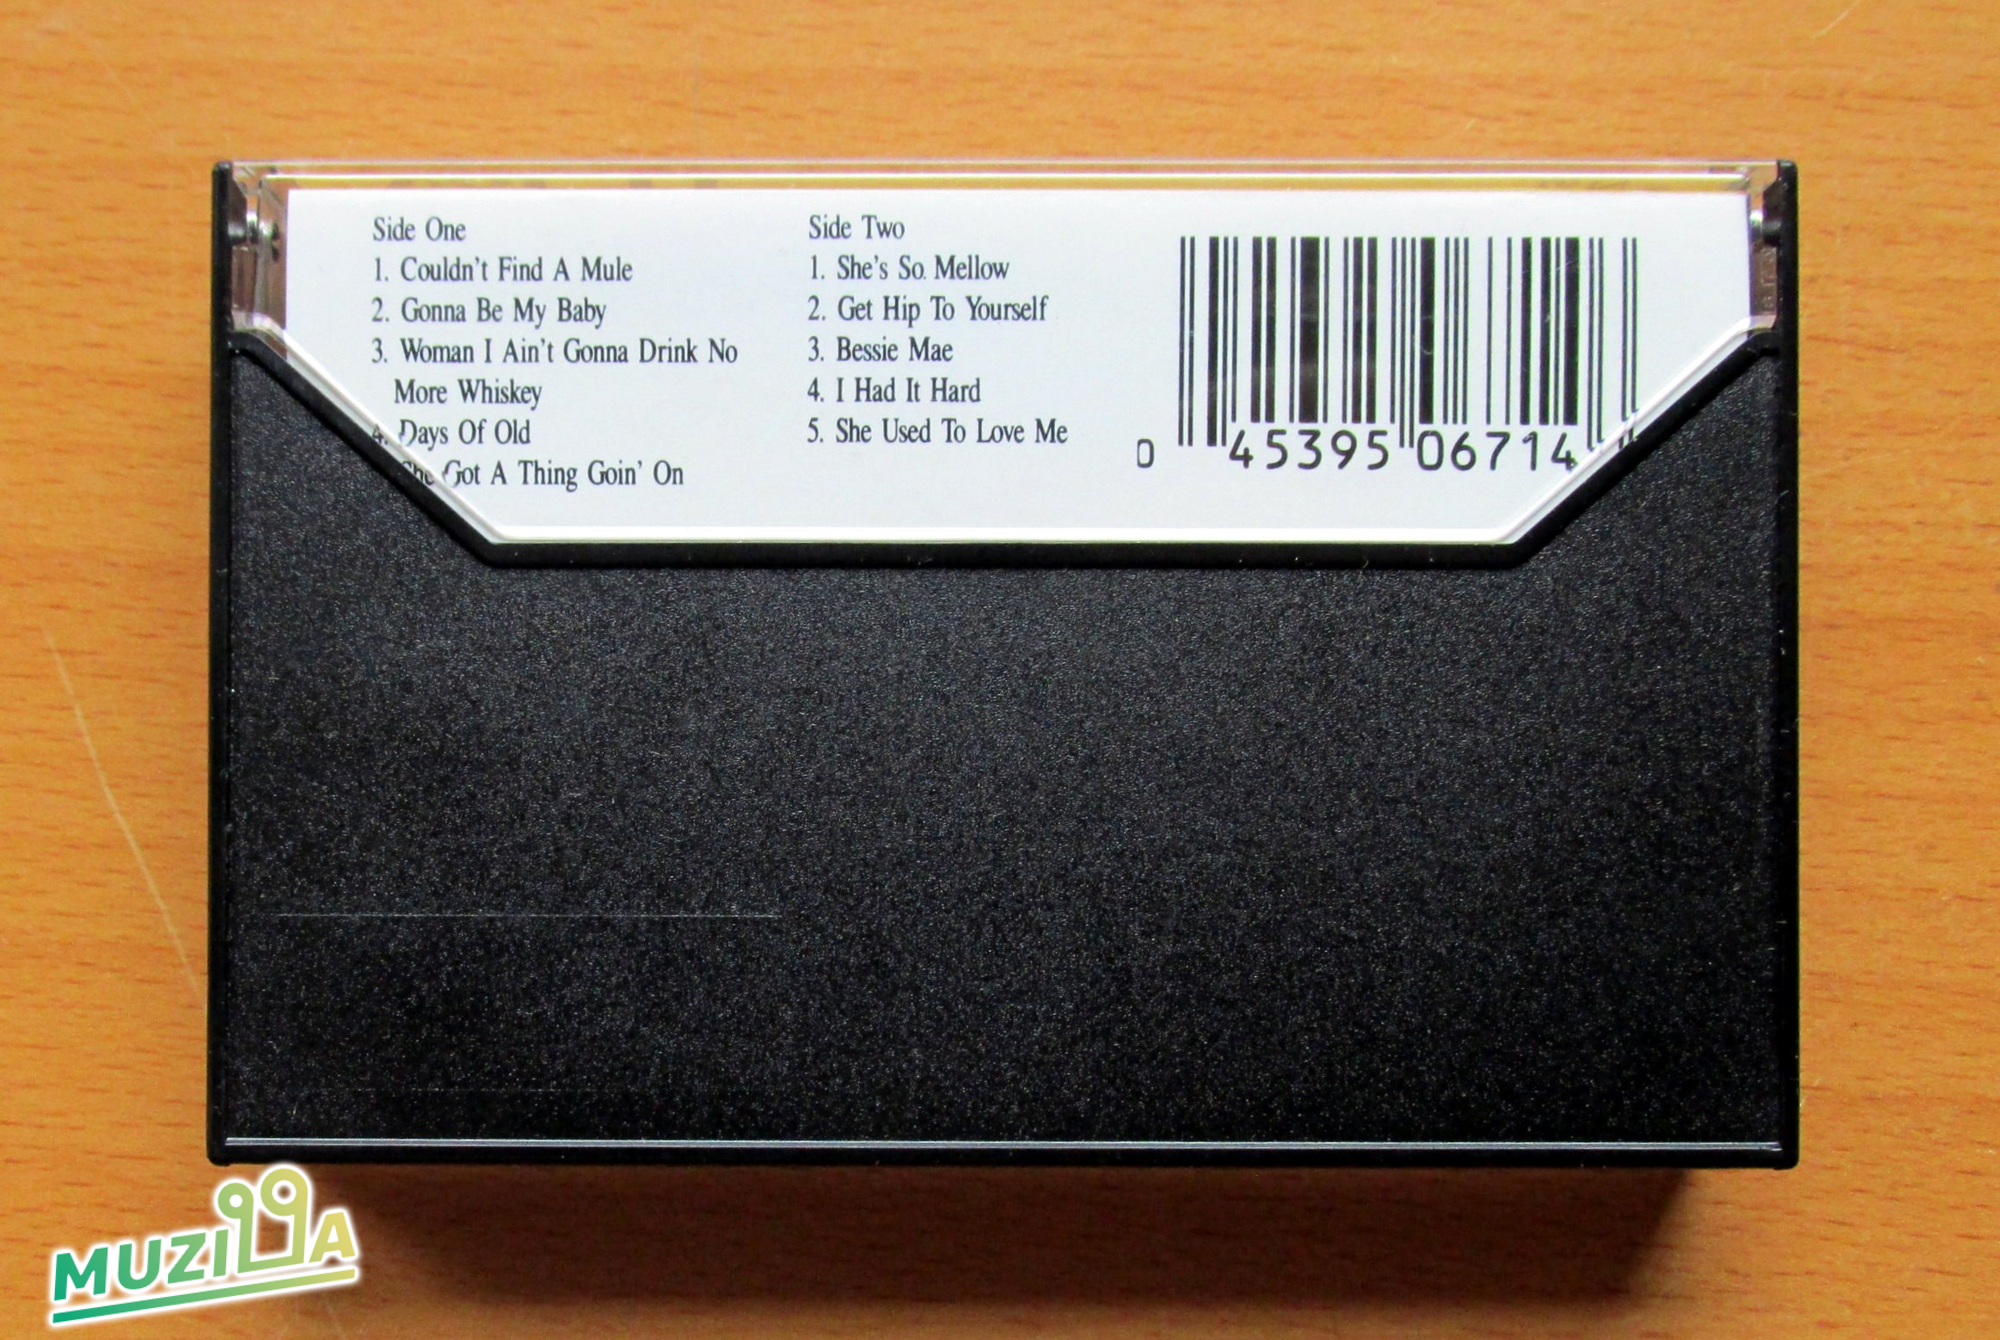 Side One
1. Couldn't Find A Mule
2. Gonna Be My Baby
3. Woman I Ain't Gonna Drink No
More Whiskey
4. Days Of Old
She Got A Thing Goin' On
Side Two
1. She's So Mellow
2. Get Hip To Yourself
3. Bessie Mae
4. I Had It Hard
5. She Used To Love Me
0 45395 06714
MUZILLA